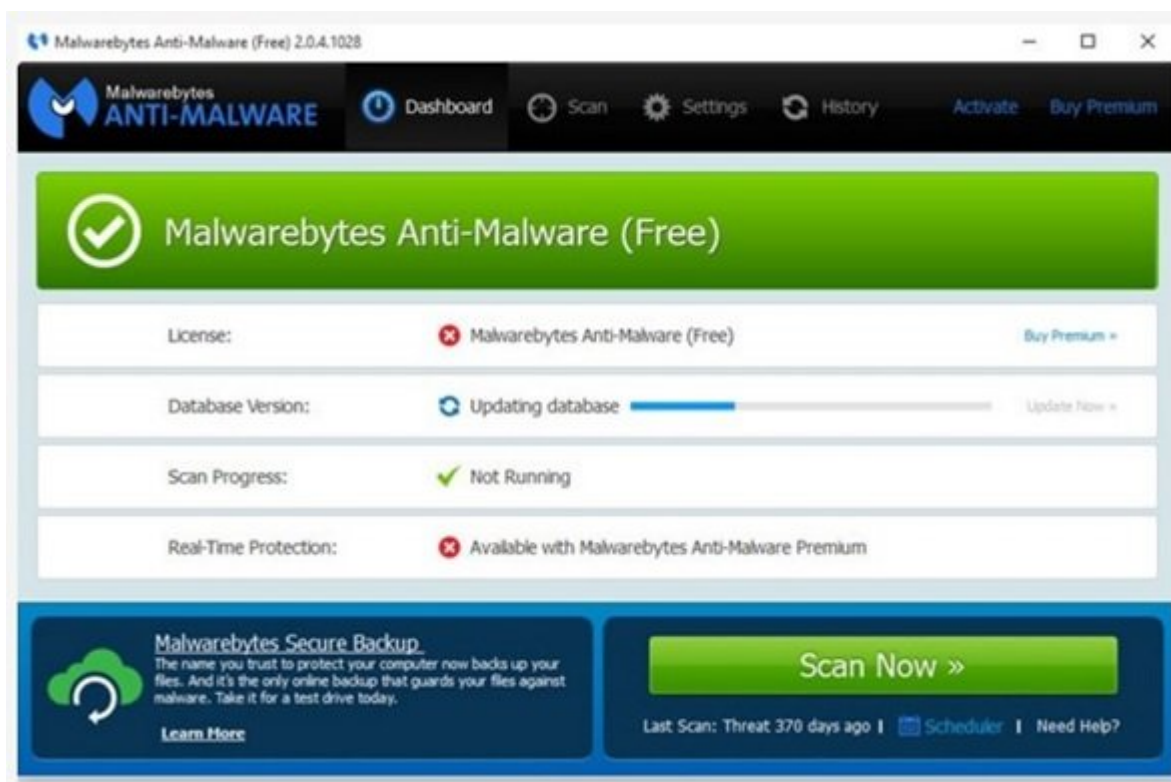 Malwarebytes Anti-Malware (Free) 2.0.4.1028
Malwarebytes
ANTI-MALWARE
Dashboard Scan Settings History Activate Buy Premium
Malwarebytes Anti-Malware (Free)
License: Malwarebytes Anti-Malware (Free) Buy Premium »
Database Version: Updating database Update Now »
Scan Progress: Not Running
Real-Time Protection: Available with Malwarebytes Anti-Malware Premium
Malwarebytes Secure Backup
The name you trust to protect your computer now backs up your
files. And it's the only online backup that guards your files against
malware. Take it for a test drive today.
Learn More
Scan Now »
Last Scan: Threat 370 days ago | Scheduler | Need Help?